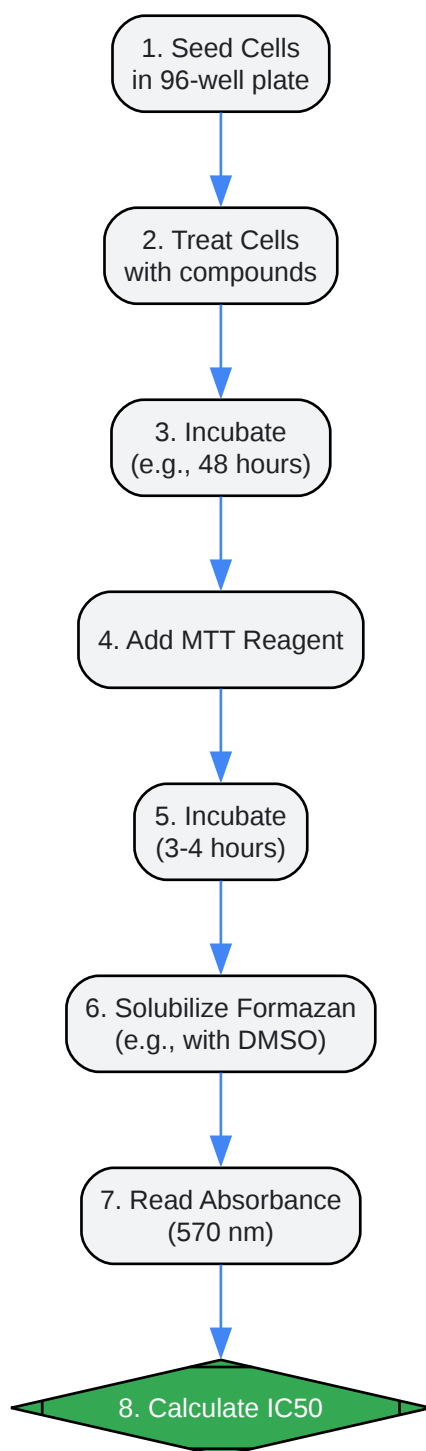 1. Seed Cells
in 96-well plate
2. Treat Cells
with compounds
3. Incubate
(e.g., 48 hours)
4. Add MTT Reagent
5. Incubate
(3-4 hours)
6. Solubilize Formazan
(e.g., with DMSO)
7. Read Absorbance
(570 nm)
8. Calculate IC50